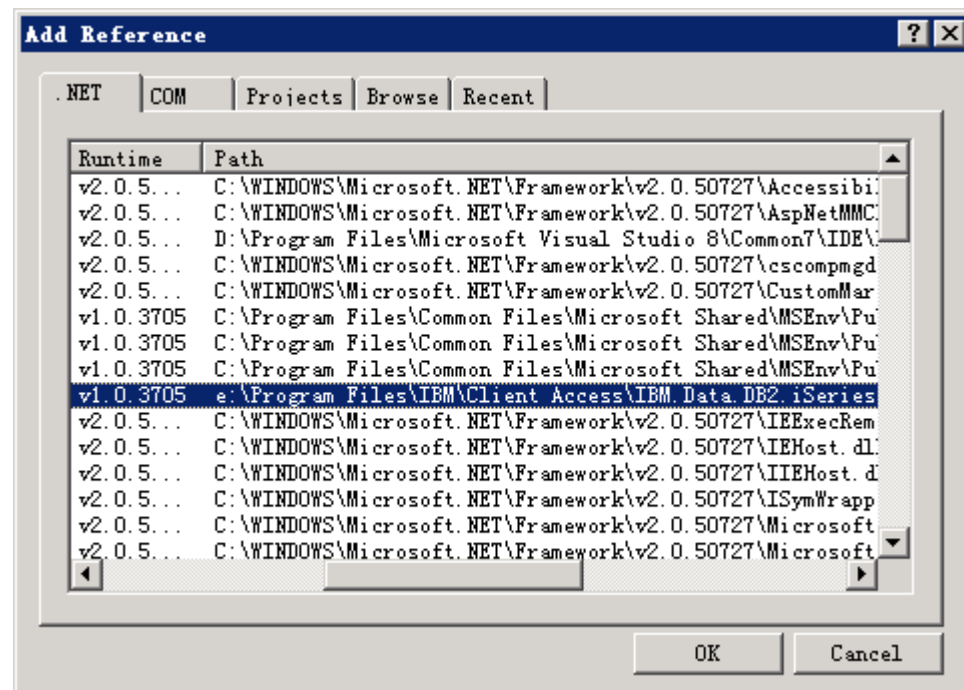 Add Reference
.NET COM Projects Browse Recent
Runtime Path
v2.0.5... C:\WINDOWS\Microsoft.NET\Framework\v2.0.50727\Accessibil
v2.0.5... C:\WINDOWS\Microsoft.NET\Framework\v2.0.50727\AspNetMMC
v2.0.5... D:\Program Files\Microsoft Visual Studio 8\Common7\IDE\
v2.0.5... C:\WINDOWS\Microsoft.NET\Framework\v2.0.50727\cscompmgd
v2.0.5... C:\WINDOWS\Microsoft.NET\Framework\v2.0.50727\CustomMar
v1.0.3705 C:\Program Files\Common Files\Microsoft Shared\MSEnv\Pu
v1.0.3705 C:\Program Files\Common Files\Microsoft Shared\MSEnv\Pu
v1.0.3705 C:\Program Files\Common Files\Microsoft Shared\MSEnv\Pu
v1.0.3705 e:\Program Files\IBM\Client Access\IBM.Data.DB2.iSeries
v2.0.5... C:\WINDOWS\Microsoft.NET\Framework\v2.0.50727\IEExecRem
v2.0.5... C:\WINDOWS\Microsoft.NET\Framework\v2.0.50727\IEHost.dl
v2.0.5... C:\WINDOWS\Microsoft.NET\Framework\v2.0.50727\IIEHost.d
v2.0.5... C:\WINDOWS\Microsoft.NET\Framework\v2.0.50727\ISymWrapp
v2.0.5... C:\WINDOWS\Microsoft.NET\Framework\v2.0.50727\Microsoft
v2.0.5... C:\WINDOWS\Microsoft.NET\Framework\v2.0.50727\Microsoft
OK Cancel